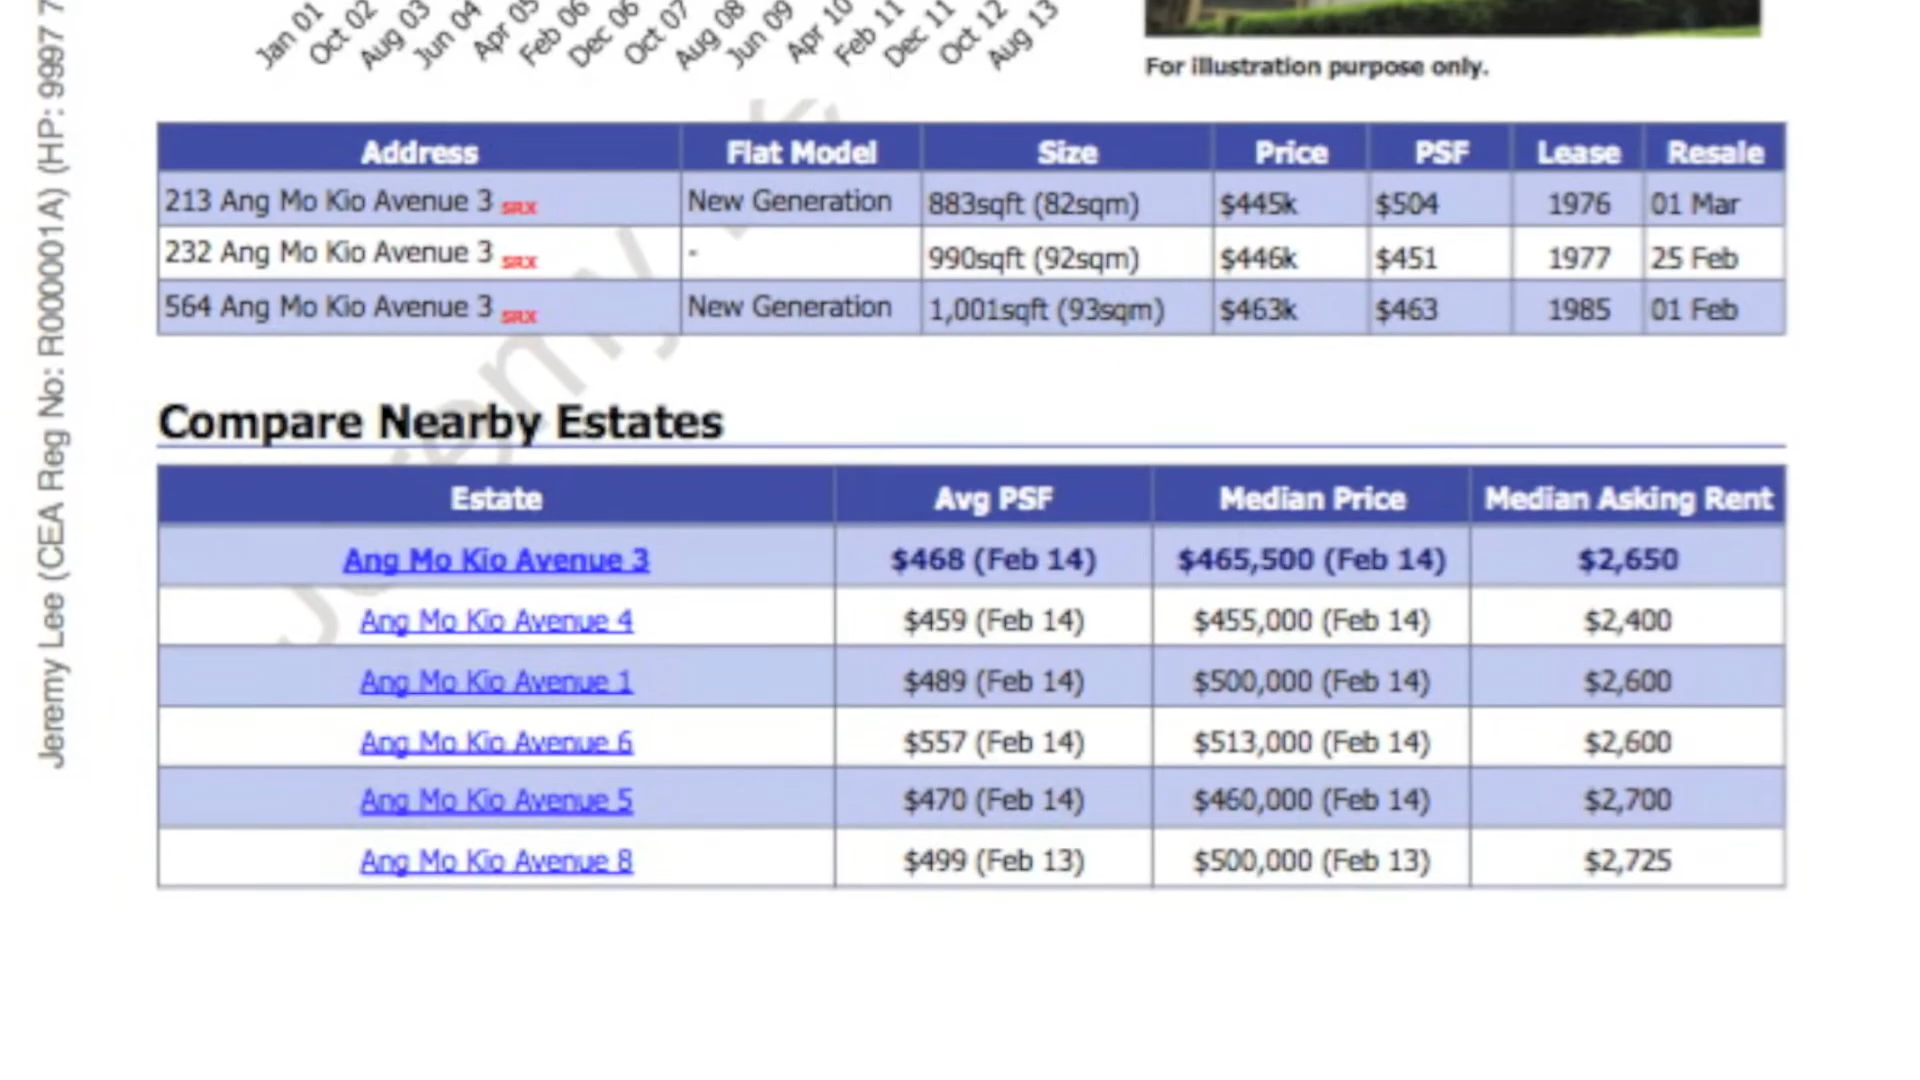 Jan 01
Oct 02
Aug 03
Jun 04
Apr 05
Feb 06
Dec 06
Oct 07
Aug 08
Jun 09
Apr 10
Feb 11
Dec 11
Oct 12
Aug 13
For illustration purpose only.
Address Flat Model Size Price PSF Lease Resale
213 Ang Mo Kio Avenue 3 SRX New Generation 883sqft (82sqm) $445k $504 1976 01 Mar
232 Ang Mo Kio Avenue 3 SRX - 990sqft (92sqm) $446k $451 1977 25 Feb
564 Ang Mo Kio Avenue 3 SRX New Generation 1,001sqft (93sqm) $463k $463 1985 01 Feb
Compare Nearby Estates
Estate Avg PSF Median Price Median Asking Rent
Ang Mo Kio Avenue 3 $468 (Feb 14) $465,500 (Feb 14) $2,650
Ang Mo Kio Avenue 4 $459 (Feb 14) $455,000 (Feb 14) $2,400
Ang Mo Kio Avenue 1 $489 (Feb 14) $500,000 (Feb 14) $2,600
Ang Mo Kio Avenue 6 $557 (Feb 14) $513,000 (Feb 14) $2,600
Ang Mo Kio Avenue 5 $470 (Feb 14) $460,000 (Feb 14) $2,700
Ang Mo Kio Avenue 8 $499 (Feb 13) $500,000 (Feb 13) $2,725
Jeremy Lee (CEA Reg No: R000001A) (HP: 9997 7
Jeremy